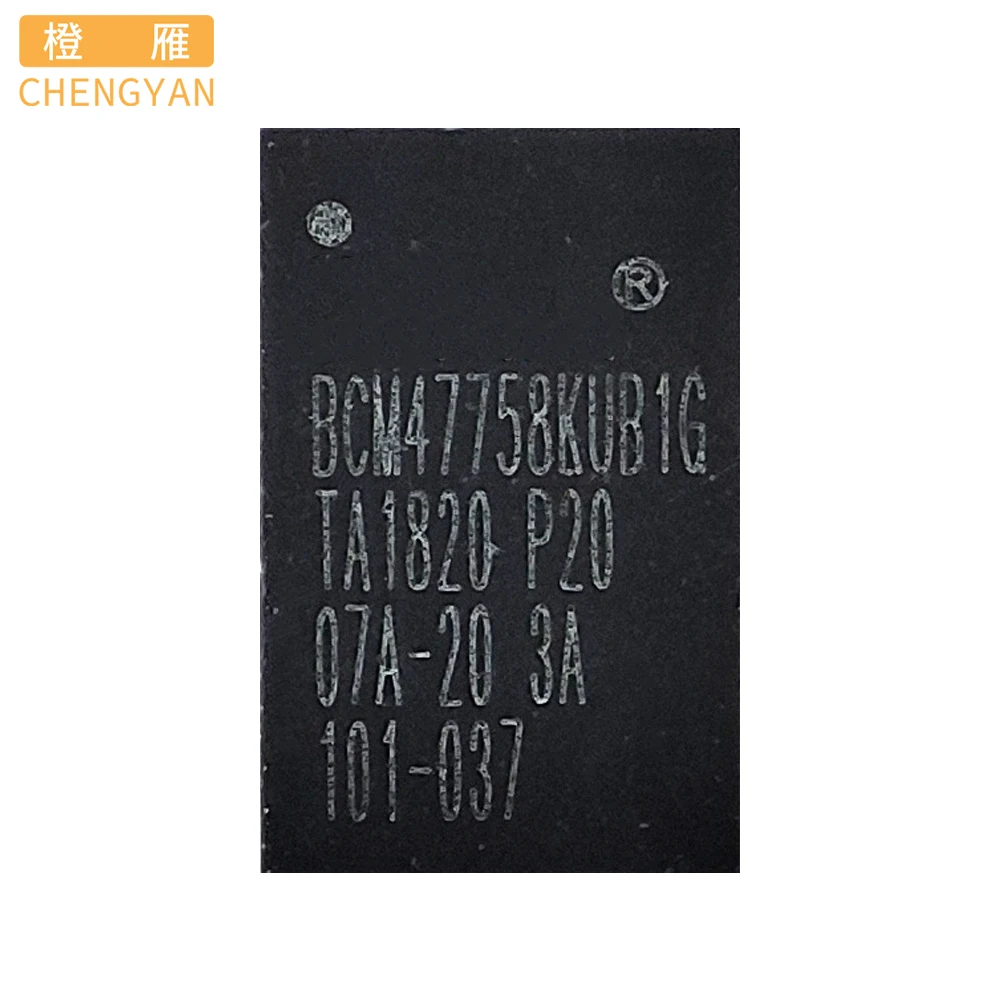 橙 雁
CHENGYAN
®
BCM47758KUB1G
TA1820 P20
07A-20 3A
101-037